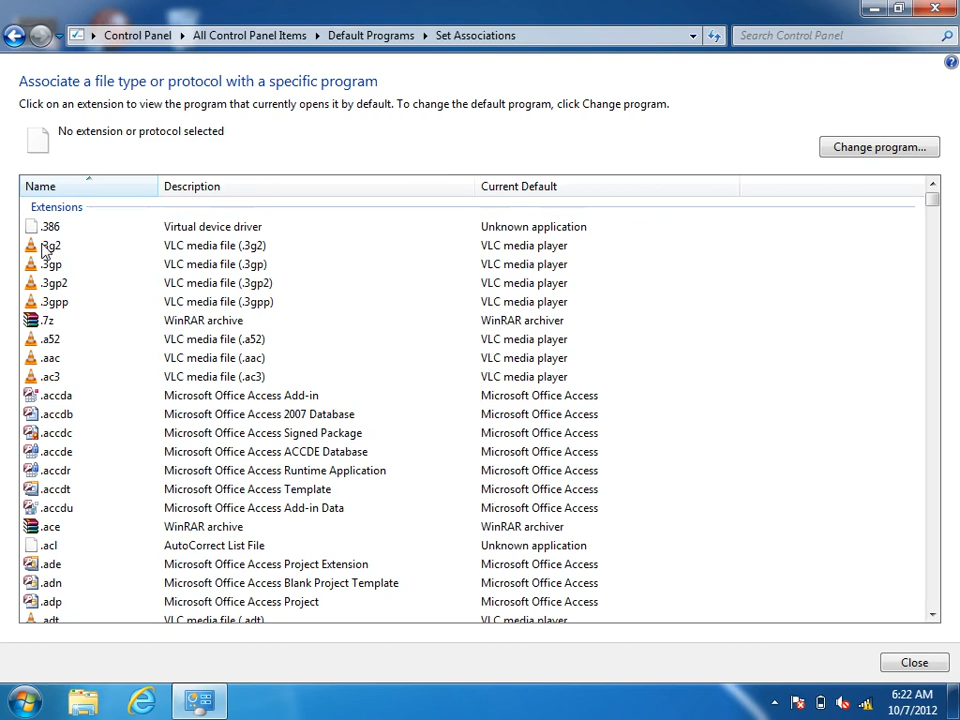 Control Panel ▸ All Control Panel Items ▸ Default Programs ▸ Set Associations
Search Control Panel
Associate a file type or protocol with a specific program
Click on an extension to view the program that currently opens it by default. To change the default program, click Change program...
No extension or protocol selected
Change program...
Name Description Current Default
Extensions
.386 Virtual device driver Unknown application
.3g2 VLC media file (.3g2) VLC media player
.3gp VLC media file (.3gp) VLC media player
.3gp2 VLC media file (.3gp2) VLC media player
.3gpp VLC media file (.3gpp) VLC media player
.7z WinRAR archive WinRAR archiver
.a52 VLC media file (.a52) VLC media player
.aac VLC media file (.aac) VLC media player
.ac3 VLC media file (.ac3) VLC media player
.accda Microsoft Office Access Add-in Microsoft Office Access
.accdb Microsoft Office Access 2007 Database Microsoft Office Access
.accdc Microsoft Office Access Signed Package Microsoft Office Access
.accde Microsoft Office Access ACCDE Database Microsoft Office Access
.accdr Microsoft Office Access Runtime Application Microsoft Office Access
.accdt Microsoft Office Access Template Microsoft Office Access
.accdu Microsoft Office Access Add-in Data Microsoft Office Access
.ace WinRAR archive WinRAR archiver
.acl AutoCorrect List File Unknown application
.ade Microsoft Office Access Project Extension Microsoft Office Access
.adn Microsoft Office Access Blank Project Template Microsoft Office Access
.adp Microsoft Office Access Project Microsoft Office Access
.adt VLC media file (.adt) VLC media player
Close
6:22 AM
10/7/2012